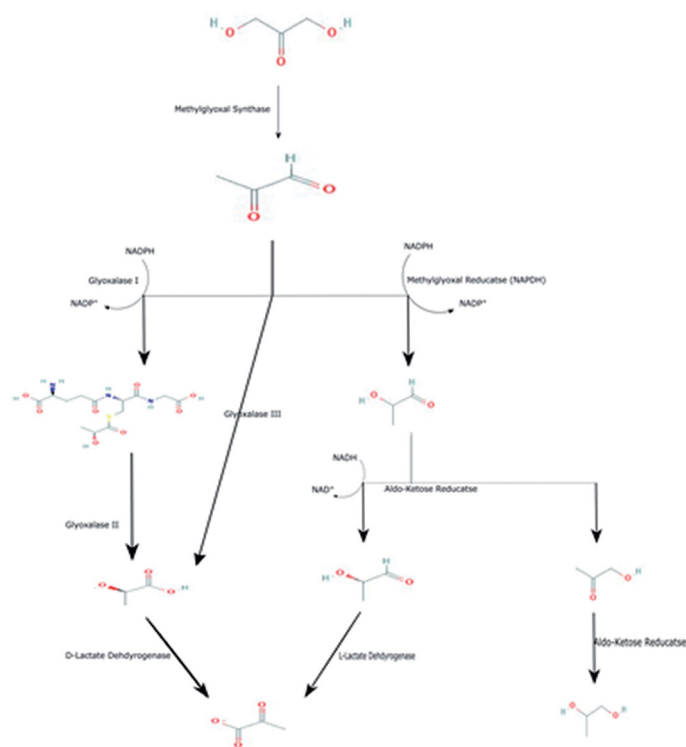 H O O H
O
Methylglyoxal Synthase
H
O
O
NADPH
NADPH
Glyoxalase I
Methylglyoxal Reducatse (NAPDH)
NADP⁺
NADP⁺
H N H
H O O N O O H
O O N O H
S
O
O
H
H O H
O
Glyoxalase III
NADH
NAD⁺
Aldo-Ketose Reducatse
Glyoxalase II
O O
O H
H O H
O
O H
O
D-Lactate Dehdyrogenase
L-Lactate Dehdyrogenase
Aldo-Ketose Reducatse
O⁻ O
O
H H
O O